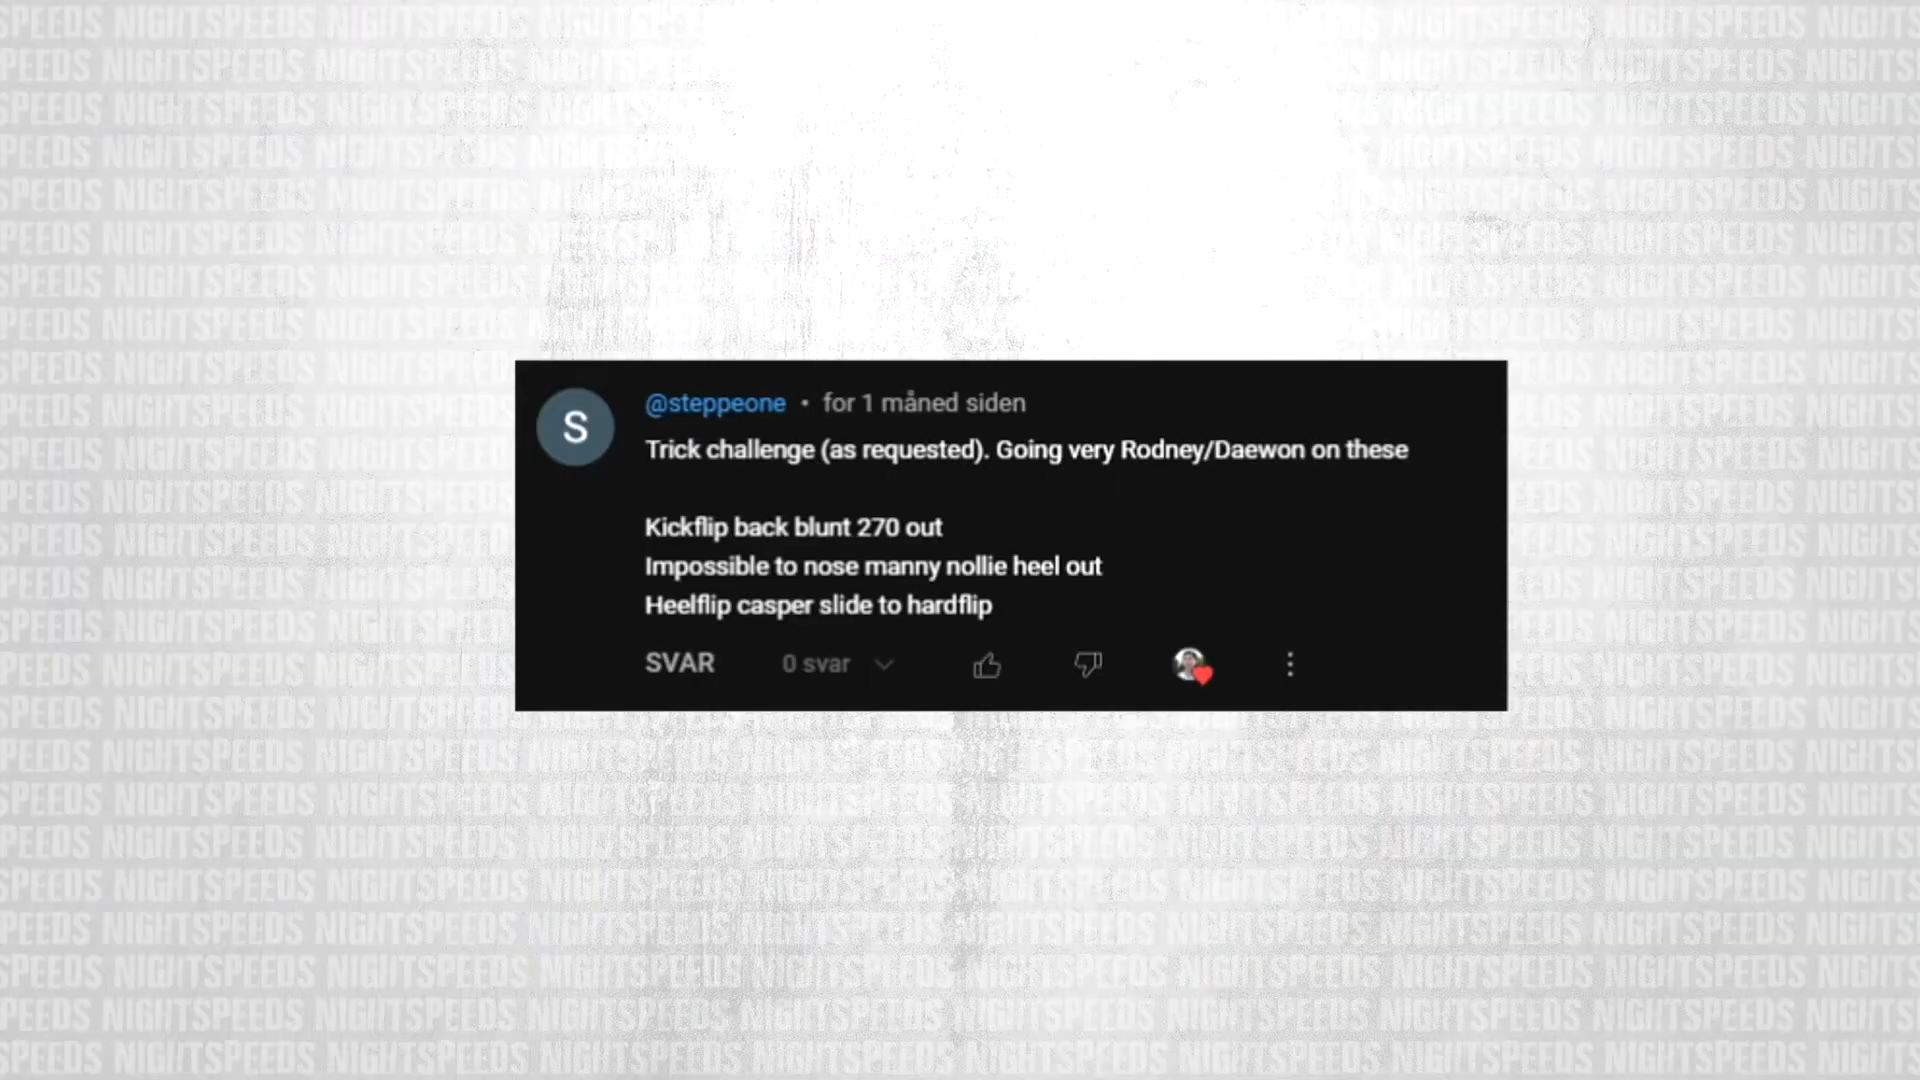 @steppeone • for 1 måned siden
Trick challenge (as requested). Going very Rodney/Daewon on these
Kickflip back blunt 270 out
Impossible to nose manny nollie heel out
Heelflip casper slide to hardflip
SVAR 0 svar
S
NIGHTSPEEDS